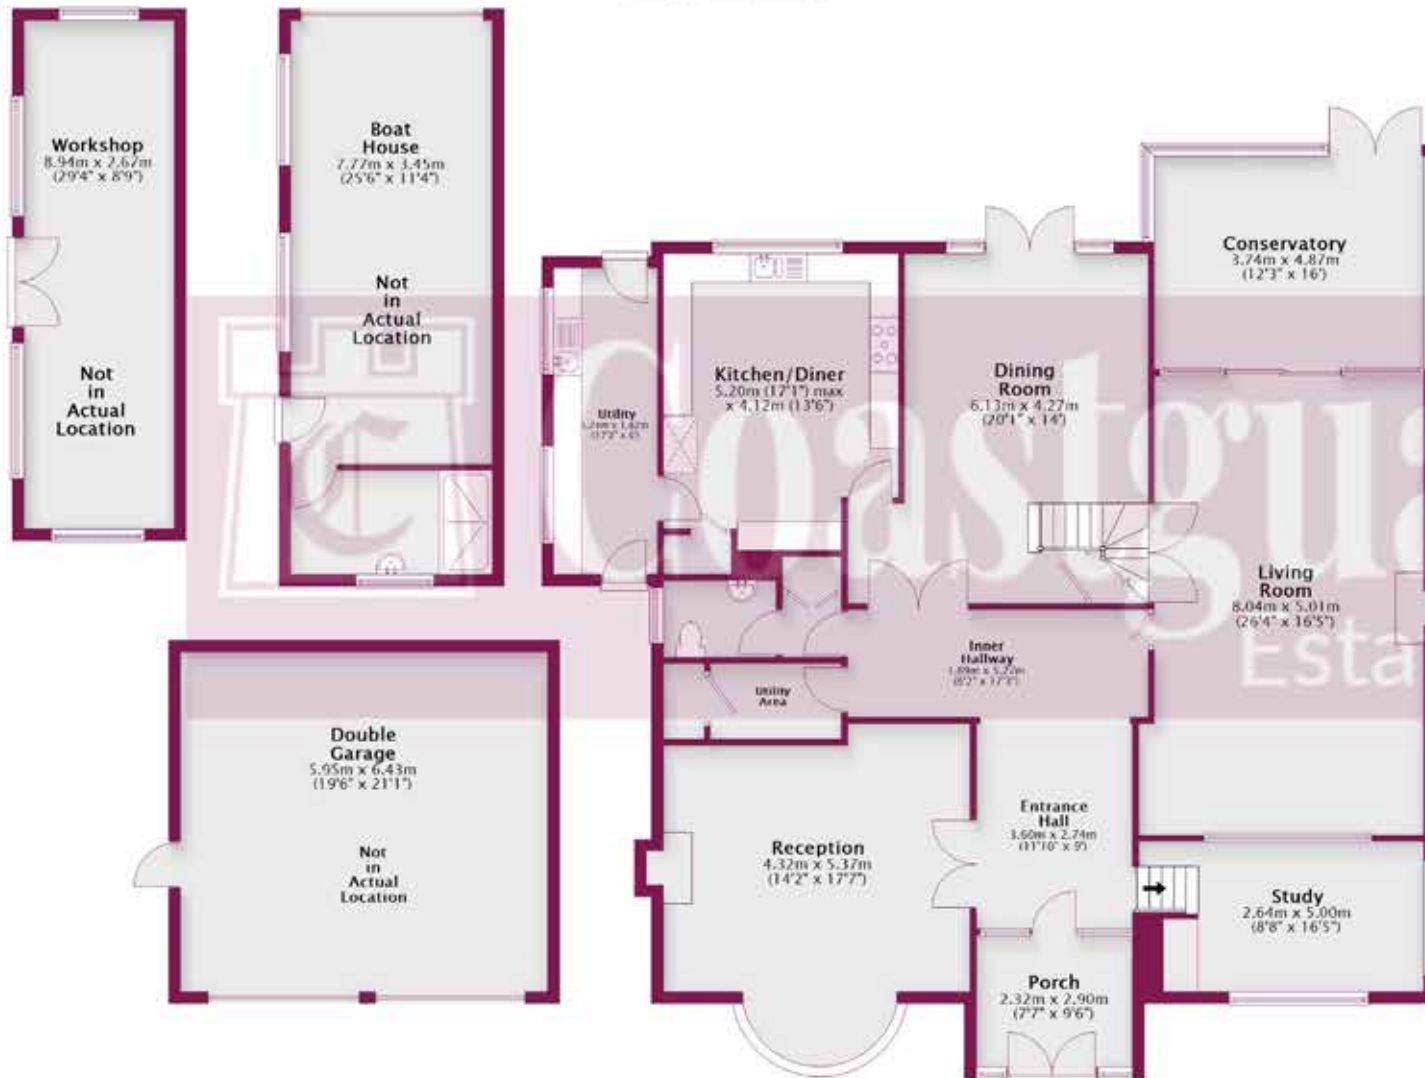 Workshop
8.94m x 2.67m
(29'4" x 8'9")
Not
in
Actual
Location
Boat
House
7.77m x 3.45m
(25'6" x 11'4")
Not
in
Actual
Location
Utility
Kitchen/Diner
5.20m (17'1") max
x 4.12m (13'6")
Dining
Room
6.13m x 4.27m
(20'1" x 14')
Conservatory
3.74m x 4.87m
(12'3" x 16')
Living
Room
8.04m x 5.01m
(26'4" x 16'5")
Inner
Hallway
Utility
Area
Double
Garage
5.95m x 6.43m
(19'6" x 21'1")
Not
in
Actual
Location
Reception
4.32m x 5.37m
(14'2" x 17'7")
Entrance
Hall
3.60m x 2.74m
(11'10" x 9')
Study
2.64m x 5.00m
(8'8" x 16'5")
Porch
2.32m x 2.90m
(7'7" x 9'6")
C Coastgua
Esta